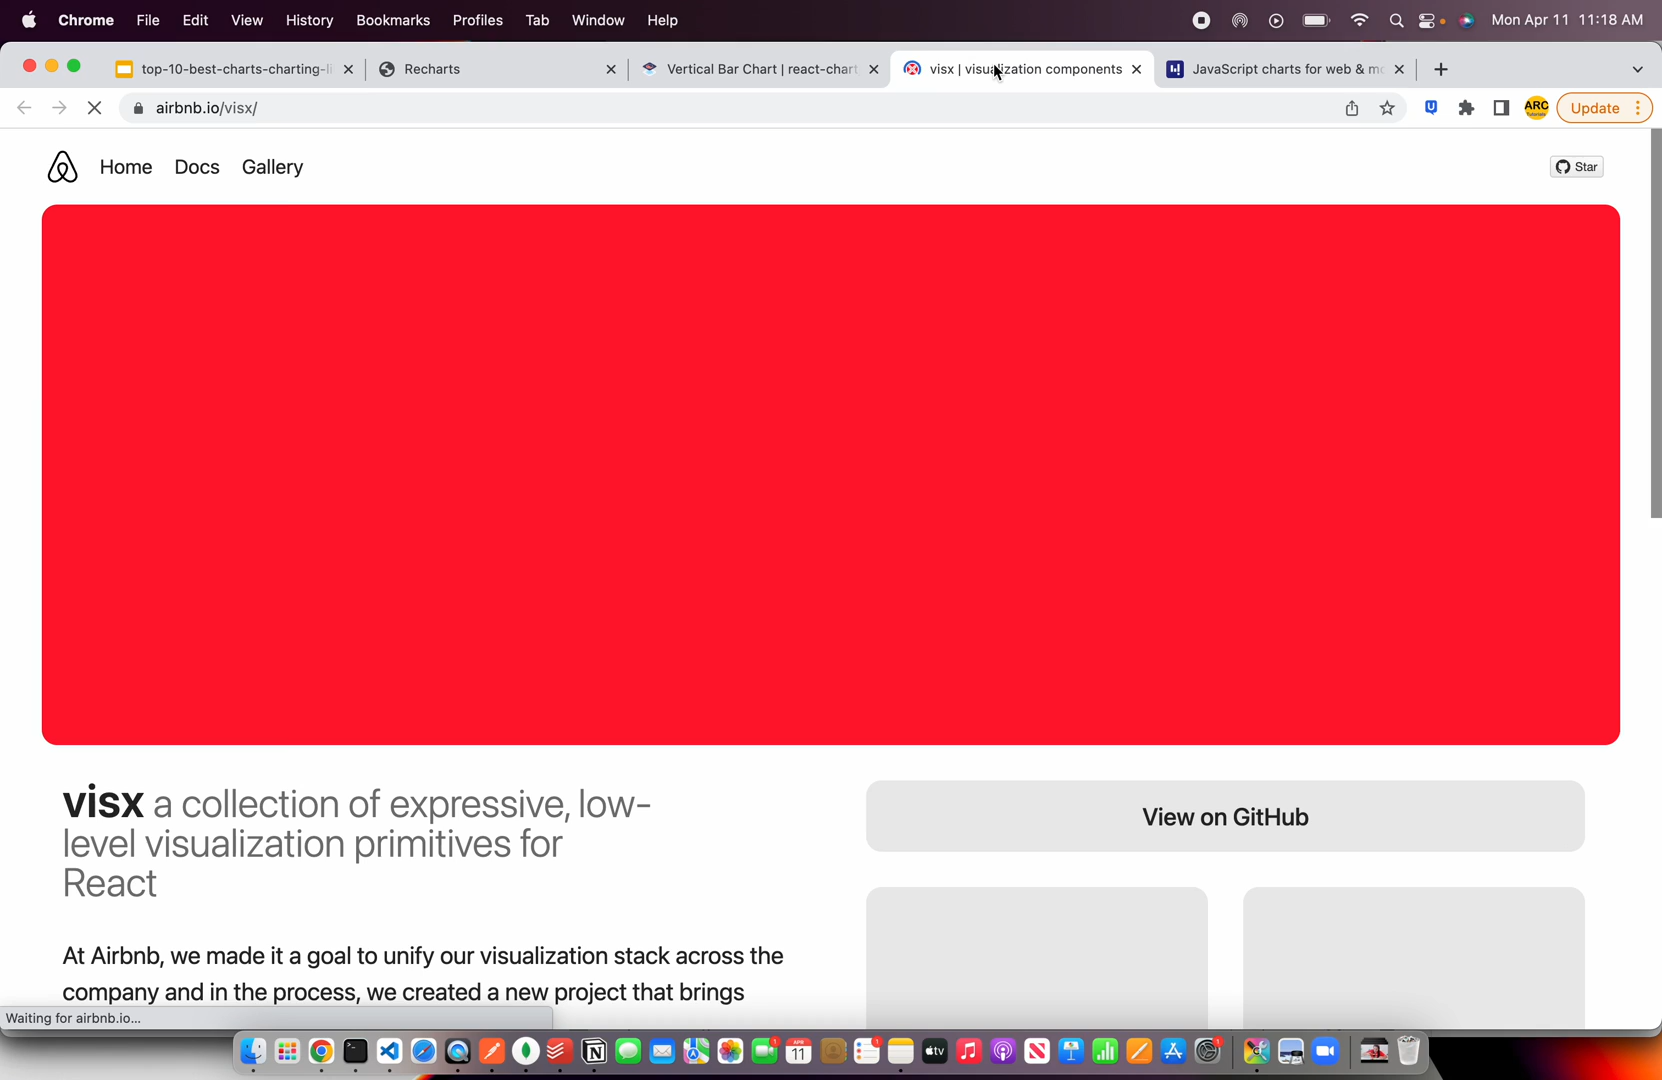 Chrome File Edit View History Bookmarks Profiles Tab Window Help Mon Apr 11 11:18 AM
top-10-best-charts-charting-li Recharts Vertical Bar Chart | react-chart visx | visualization components JavaScript charts for web & mo
airbnb.io/visx/ ARC Update
Home Docs Gallery Star
visx a collection of expressive, low-
level visualization primitives for
React
View on GitHub
At Airbnb, we made it a goal to unify our visualization stack across the
company and in the process, we created a new project that brings
Waiting for airbnb.io...